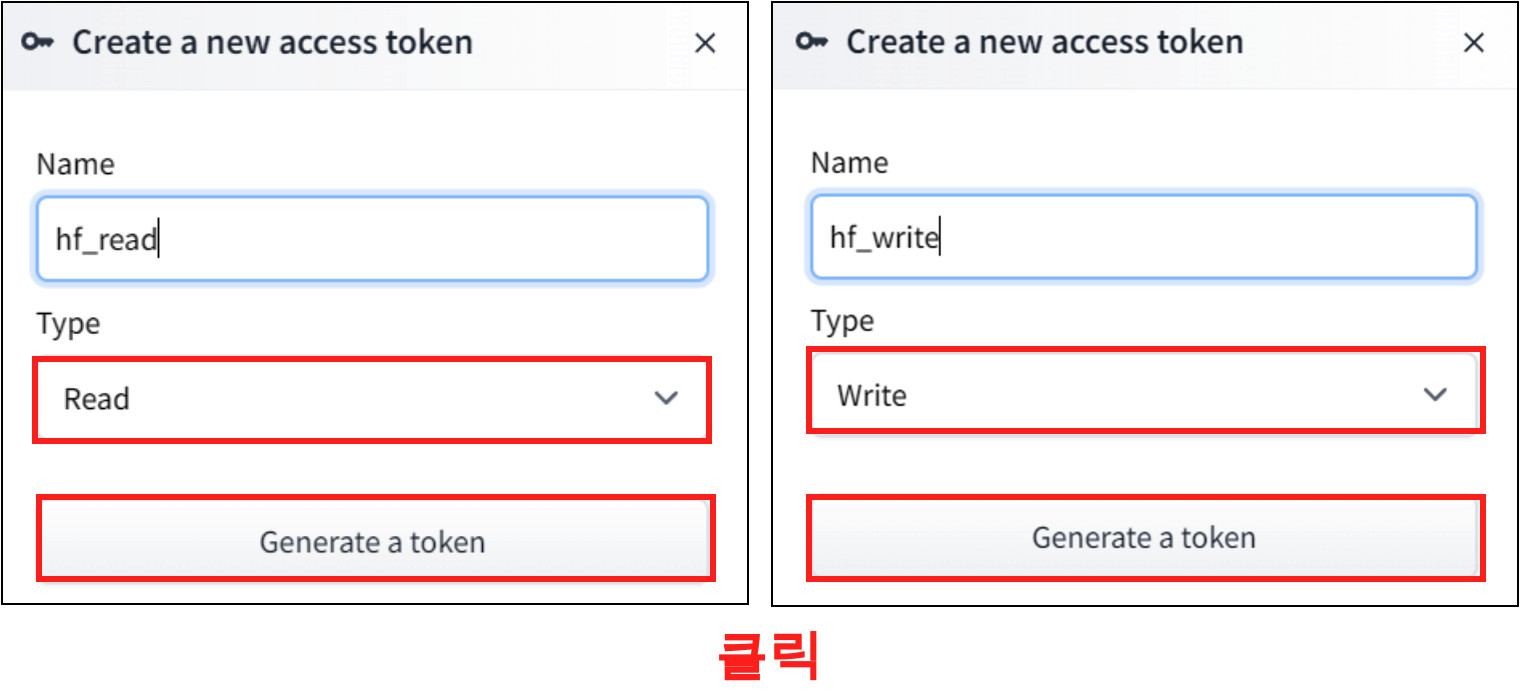 Create a new access token
Name
hf_read
Type
Read
Generate a token
Create a new access token
Name
hf_write
Type
Write
Generate a token
클릭